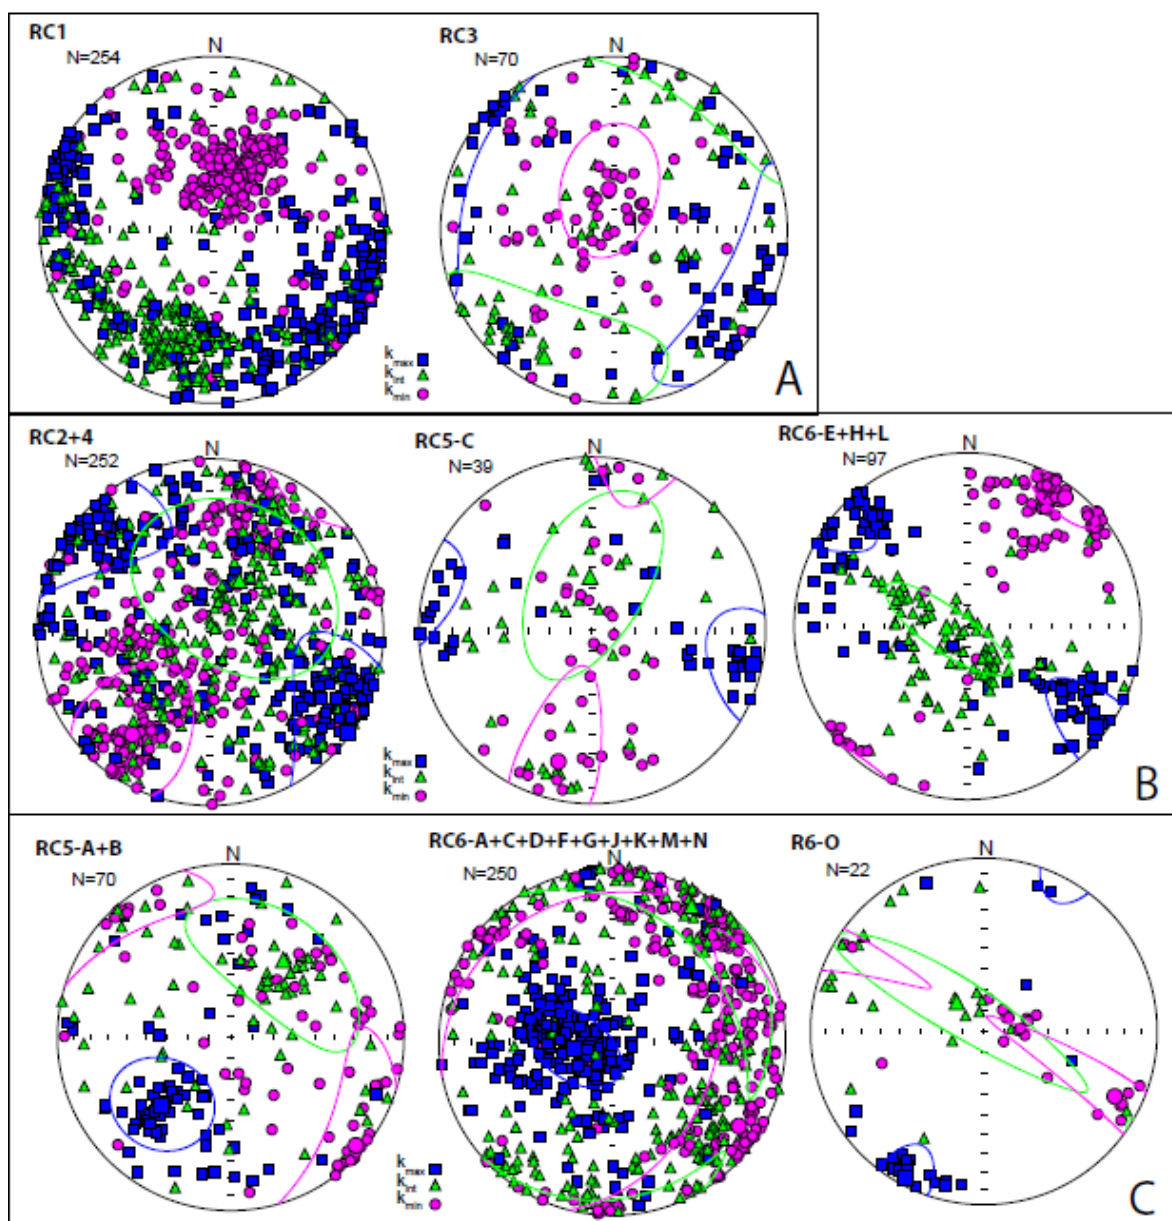 RC1
N=254
N
RC3
N=70
N
kmax
kint
kmin
A
RC2+4
N=252
N
RC5-C
N=39
N
RC6-E+H+L
N=97
N
kmax
kint
kmin
B
RC5-A+B
N=70
N
RC6-A+C+D+F+G+J+K+M+N
N=250
N
R6-O
N=22
N
kmax
kint
kmin
C